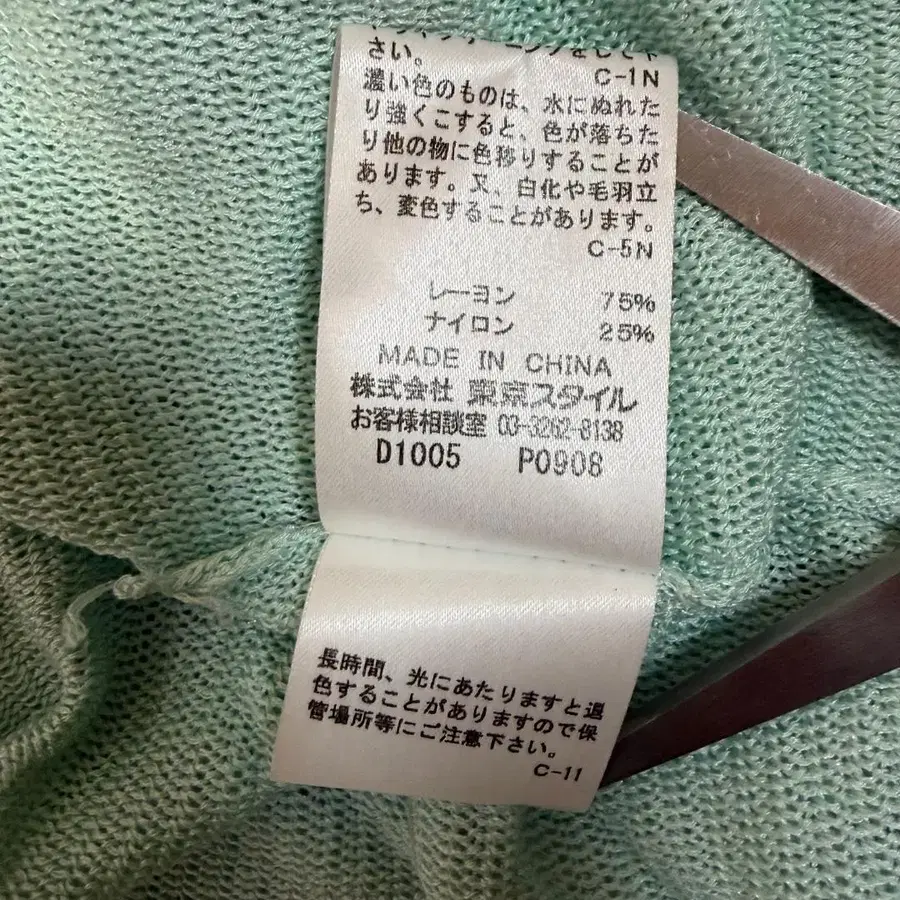 さい。
C-1N
濃い色のものは、水にぬれた
り強くこすると、色が落ちた
り他の物に色移りすることが
あります。又、白化や毛羽立
ち、変色することがあります。
C-5N
レーヨン 75%
ナイロン 25%
MADE IN CHINA
株式会社 東京スタイル
お客様相談室 03-3262-8138
D1005 P0908
長時間、光にあたりますと退
色することがありますので保
管場所等にご注意下さい。
C-11